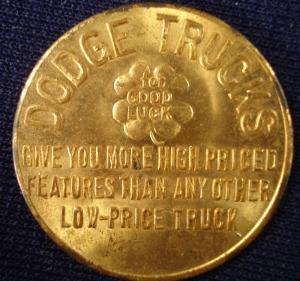 DODGE TRUCKS
A
for
GOOD
LUCK
GIVE YOU MORE HIGH PRICED
FEATURES THAN ANY OTHER
LOW-PRICE TRUCK